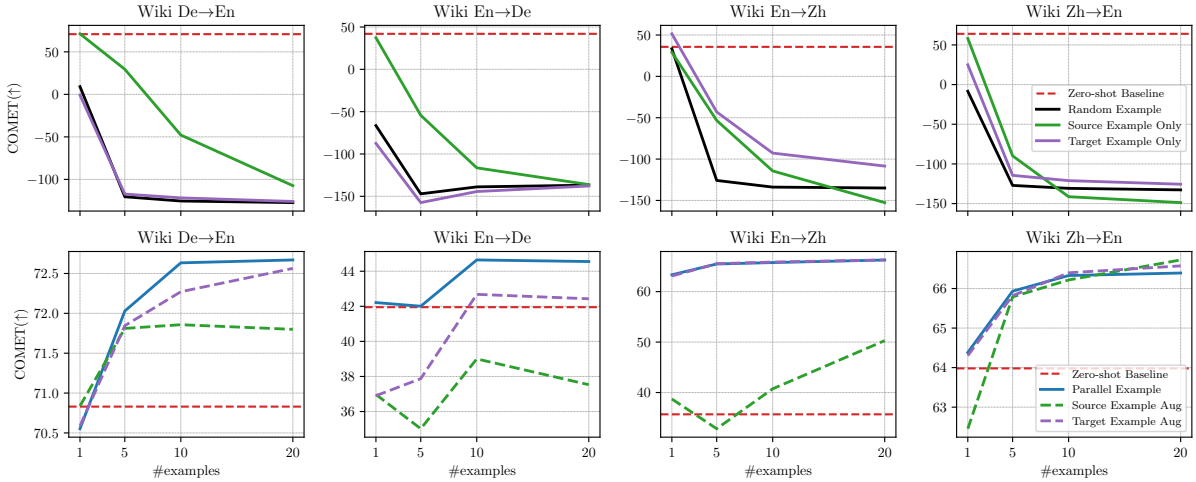 Wiki De→En
Wiki En→De
Wiki En→Zh
Wiki Zh→En
COMET(↑)
50
0
−50
−100
50
0
−50
−100
−150
50
0
−50
−100
−150
50
0
−50
−100
−150
Zero-shot Baseline
Random Example
Source Example Only
Target Example Only
Wiki De→En
Wiki En→De
Wiki En→Zh
Wiki Zh→En
COMET(↑)
72.5
72.0
71.5
71.0
70.5
44
42
40
38
36
60
50
40
66
65
64
63
Zero-shot Baseline
Parallel Example
Source Example Aug
Target Example Aug
1 5 10 20
1 5 10 20
1 5 10 20
1 5 10 20
#examples
#examples
#examples
#examples